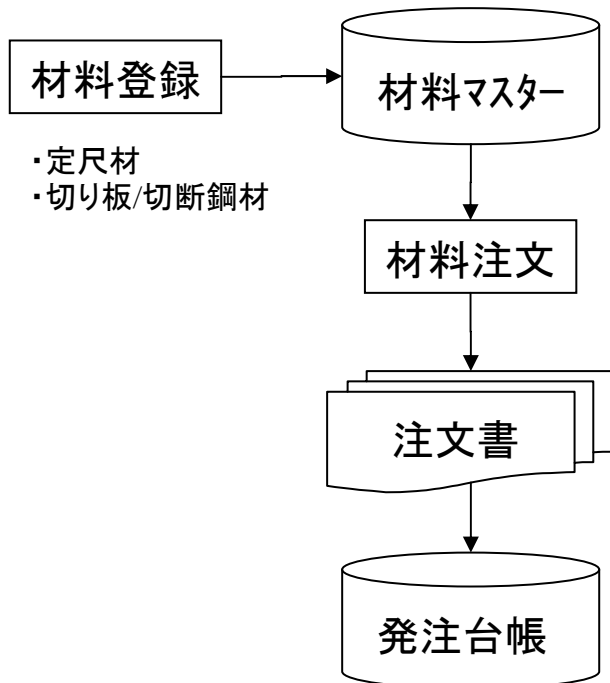 材料登録
材料マスター
・定尺材
・切り板/切断鋼材
材料注文
注文書
発注台帳